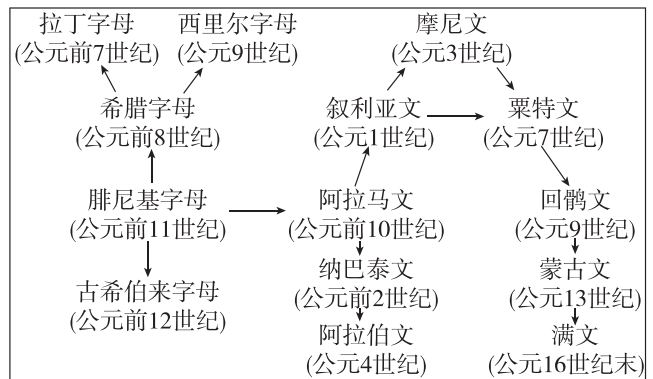 拉丁字母
(公元前7世纪)
西里尔字母
(公元9世纪)
摩尼文
(公元3世纪)
希腊字母
(公元前8世纪)
叙利亚文
(公元1世纪)
粟特文
(公元7世纪)
腓尼基字母
(公元前11世纪)
阿拉马文
(公元前10世纪)
回鹘文
(公元9世纪)
纳巴泰文
(公元前2世纪)
蒙古文
(公元13世纪)
古希伯来字母
(公元前12世纪)
阿拉伯文
(公元4世纪)
满文
(公元16世纪末)